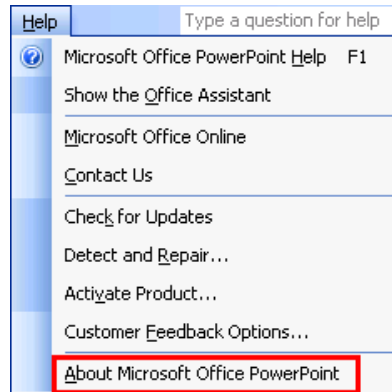 Help Type a question for help
Microsoft Office PowerPoint Help F1
Show the Office Assistant
Microsoft Office Online
Contact Us
Check for Updates
Detect and Repair...
Activate Product...
Customer Feedback Options...
About Microsoft Office PowerPoint